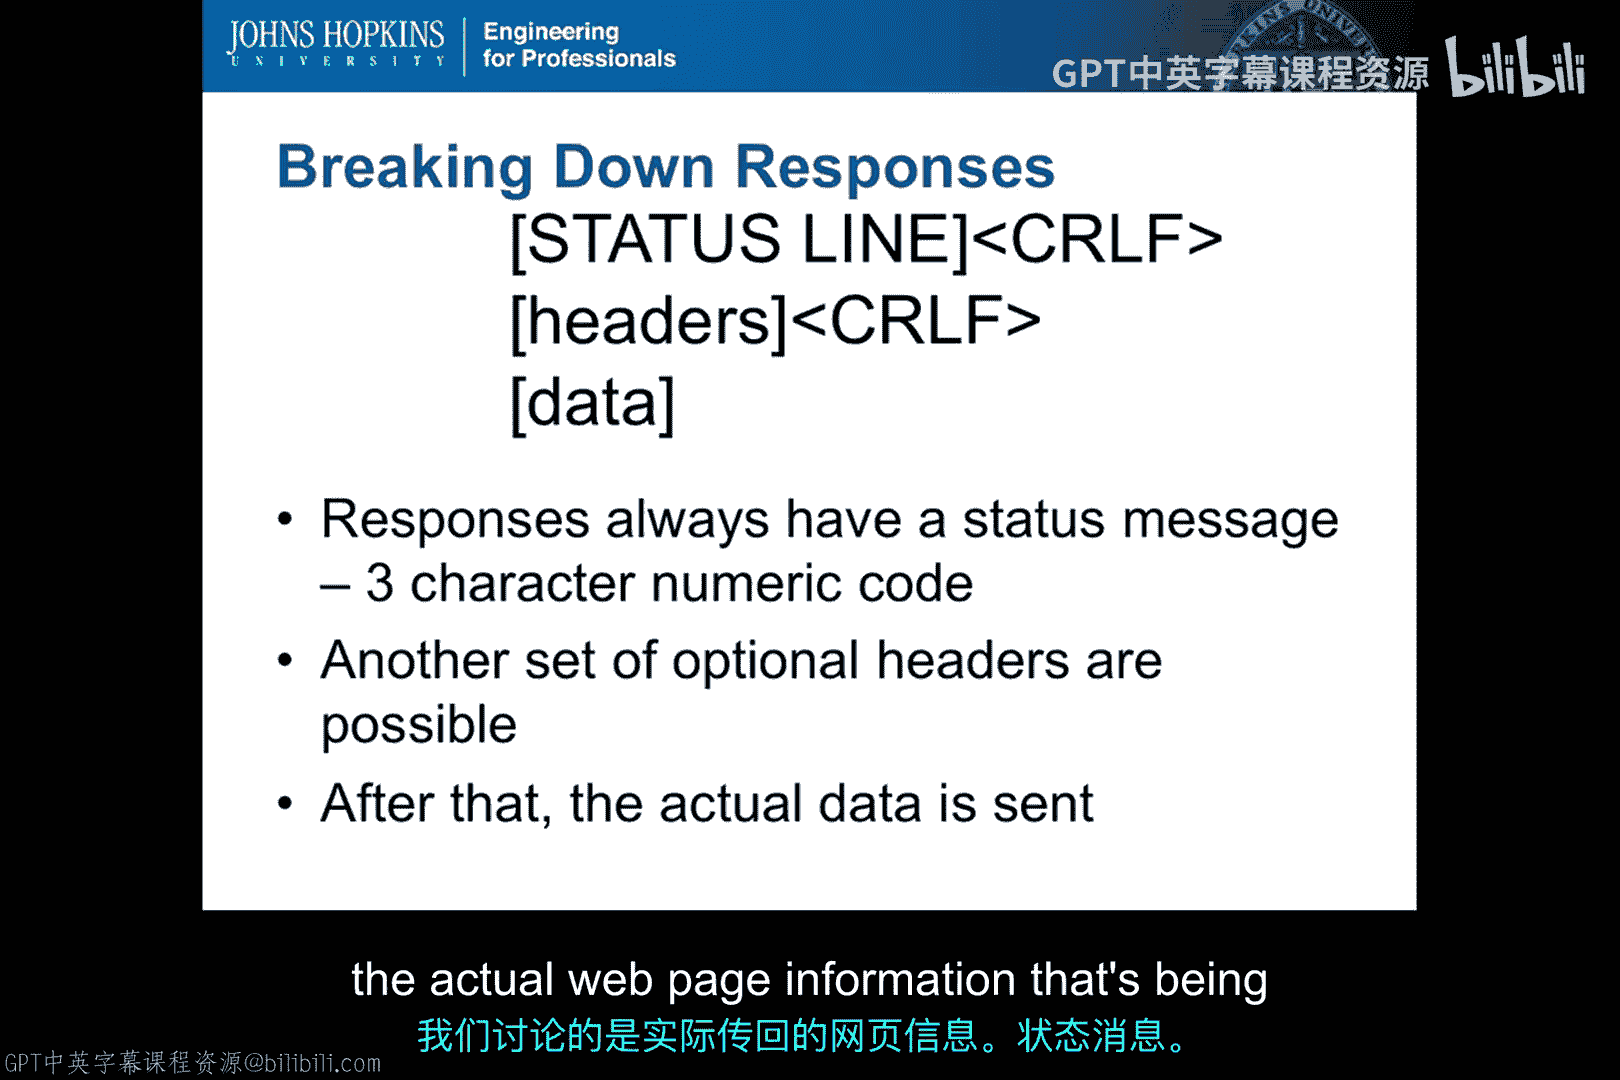 JOHNS HOPKINS
UNIVERSITY
Engineering
for Professionals
GPT中英字幕课程资源 bilibili
Breaking Down Responses
[STATUS LINE]<CRLF>
[headers]<CRLF>
[data]
• Responses always have a status message
– 3 character numeric code
• Another set of optional headers are
possible
• After that, the actual data is sent
the actual web page information that's being
我们讨论的是实际传回的网页信息。状态消息。
GPT中英字幕课程资源@bilibili.com